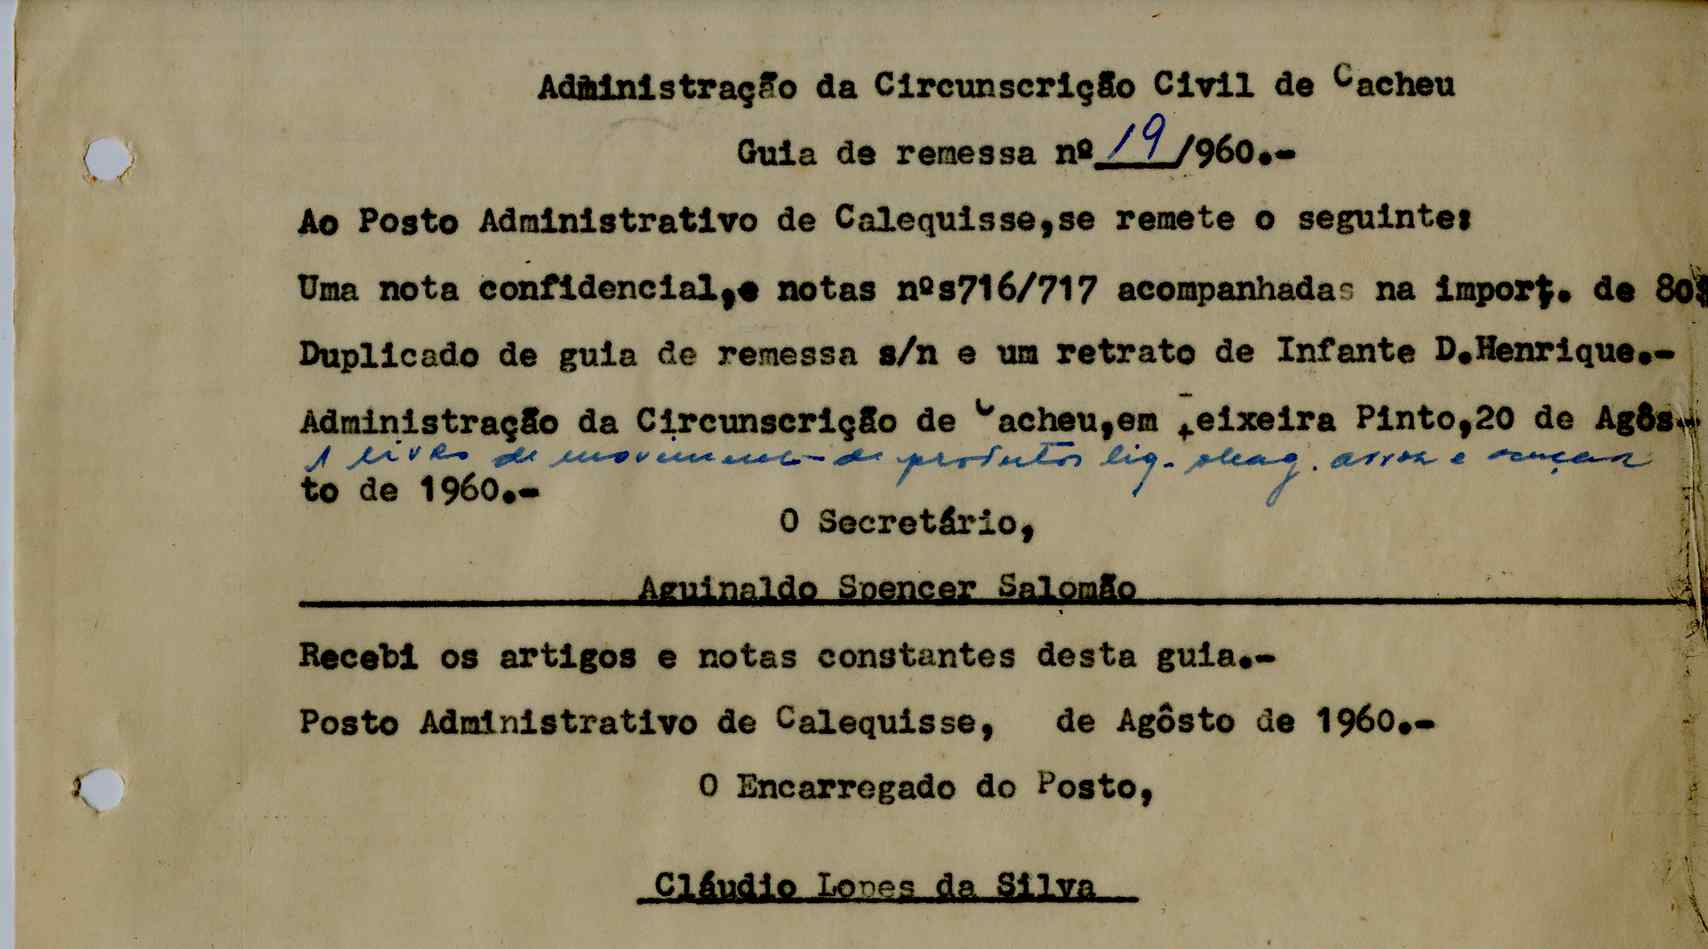 Administração da Circunscrição Civil de Cacheu
Guia de remessa nº 19/960.-
Ao Posto Administrativo de Calequisse,se remete o seguinte:
Uma nota confidencial,e notas nºs716/717 acompanhadas na import. de 80$
Duplicado de guia de remessa s/n e um retrato de Infante D.Henrique.-
Administração da Circunscrição de Cacheu,em Teixeira Pinto,20 de Agôs-
1 livro de movimento de produtos lig. oleag. arroz e
to de 1960.-
O Secretário,
Aguinaldo Spencer Salomão
Recebi os artigos e notas constantes desta guia.-
Posto Administrativo de Calequisse, de Agôsto de 1960.-
O Encarregado do Posto,
Cláudio Lopes da Silva